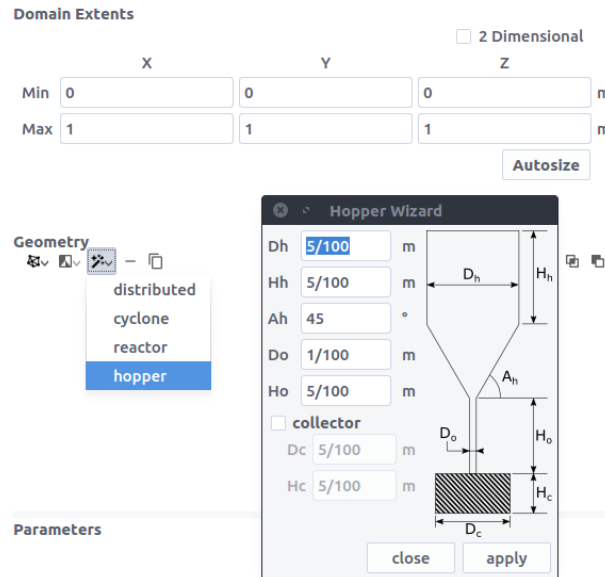 Domain Extents
2 Dimensional
X Y Z
Min 0 0 0 m
Max 1 1 1 m
Autosize
Hopper Wizard
Geometry
distributed
cyclone
reactor
hopper
Dh 5/100 m
Hh 5/100 m
Ah 45 °
Do 1/100 m
Ho 5/100 m
collector
Dc 5/100 m
Hc 5/100 m
Dh
Hh
Ah
Do
Ho
Hc
Dc
close apply
Parameters